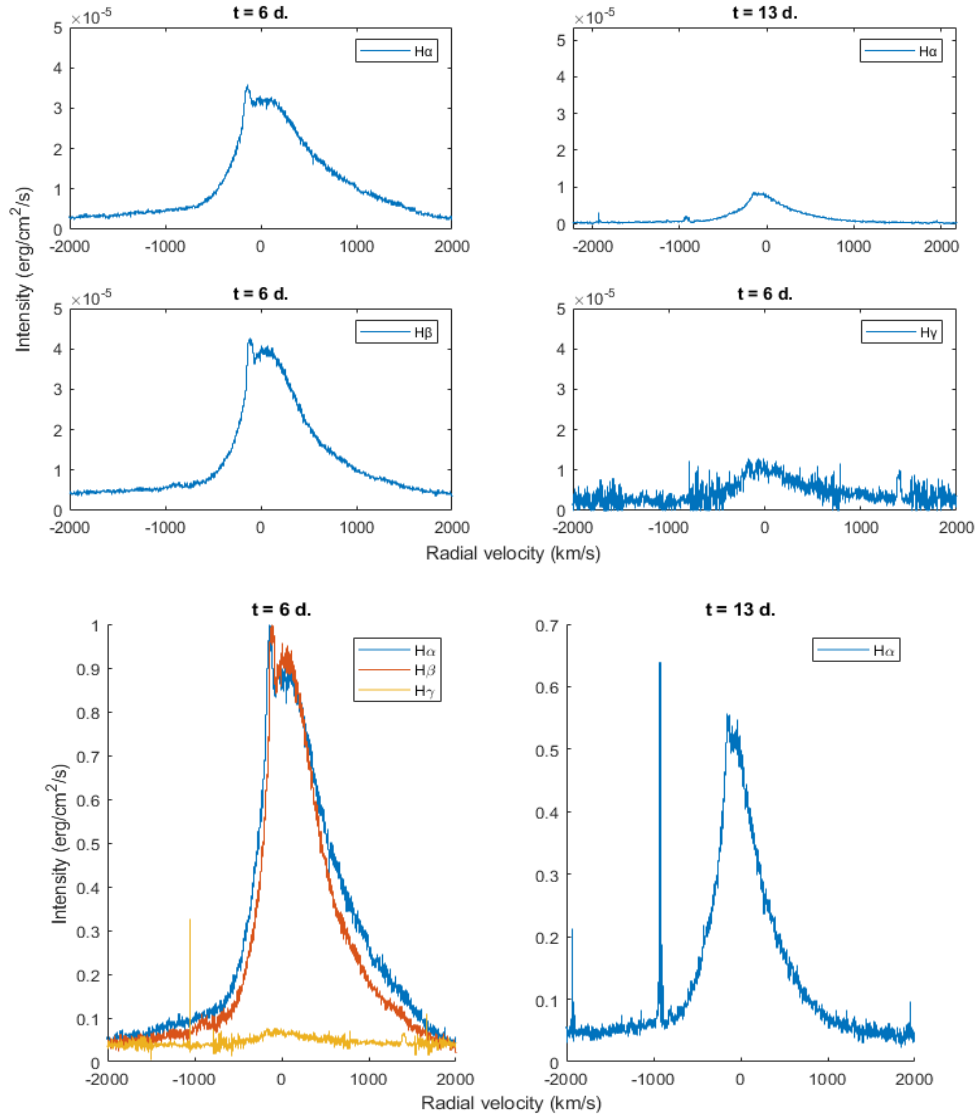 ×10⁻⁵ t = 6 d.
5
4
3
2
1
0
Hα
-2000 -1000 0 1000 2000
×10⁻⁵ t = 13 d.
5
4
3
2
1
0
Hα
-2000 -1000 0 1000 2000
Intensity (erg/cm²/s)
×10⁻⁵ t = 6 d.
5
4
3
2
1
0
Hβ
-2000 -1000 0 1000 2000
×10⁻⁵ t = 6 d.
5
4
3
2
1
0
Hγ
-2000 -1000 0 1000 2000
Radial velocity (km/s)
t = 6 d.
1
0.9
0.8
0.7
0.6
0.5
0.4
0.3
0.2
0.1
0
Hα
Hβ
Hγ
Intensity (erg/cm²/s)
-2000 -1000 0 1000 2000
Radial velocity (km/s)
t = 13 d.
0.7
0.6
0.5
0.4
0.3
0.2
0.1
0
Hα
-2000 -1000 0 1000 2000
Radial velocity (km/s)